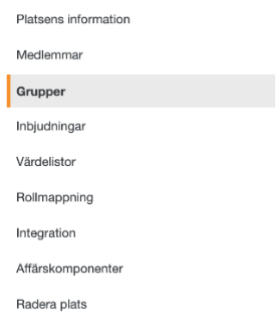 Platsens information
Medlemmar
Grupper
Inbjudningar
Värdelistor
Rollmappning
Integration
Affärskomponenter
Radera plats